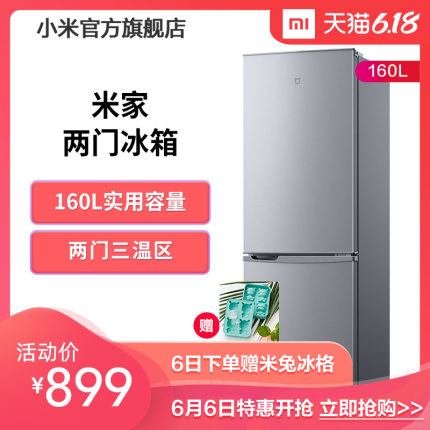 小米官方旗舰店
mi 天猫6.18
160L
米家
两门冰箱
160L实用容量
两门三温区
赠
活动价
¥899
6日下单赠米兔冰格
6月6日特惠开抢 立即抢购>